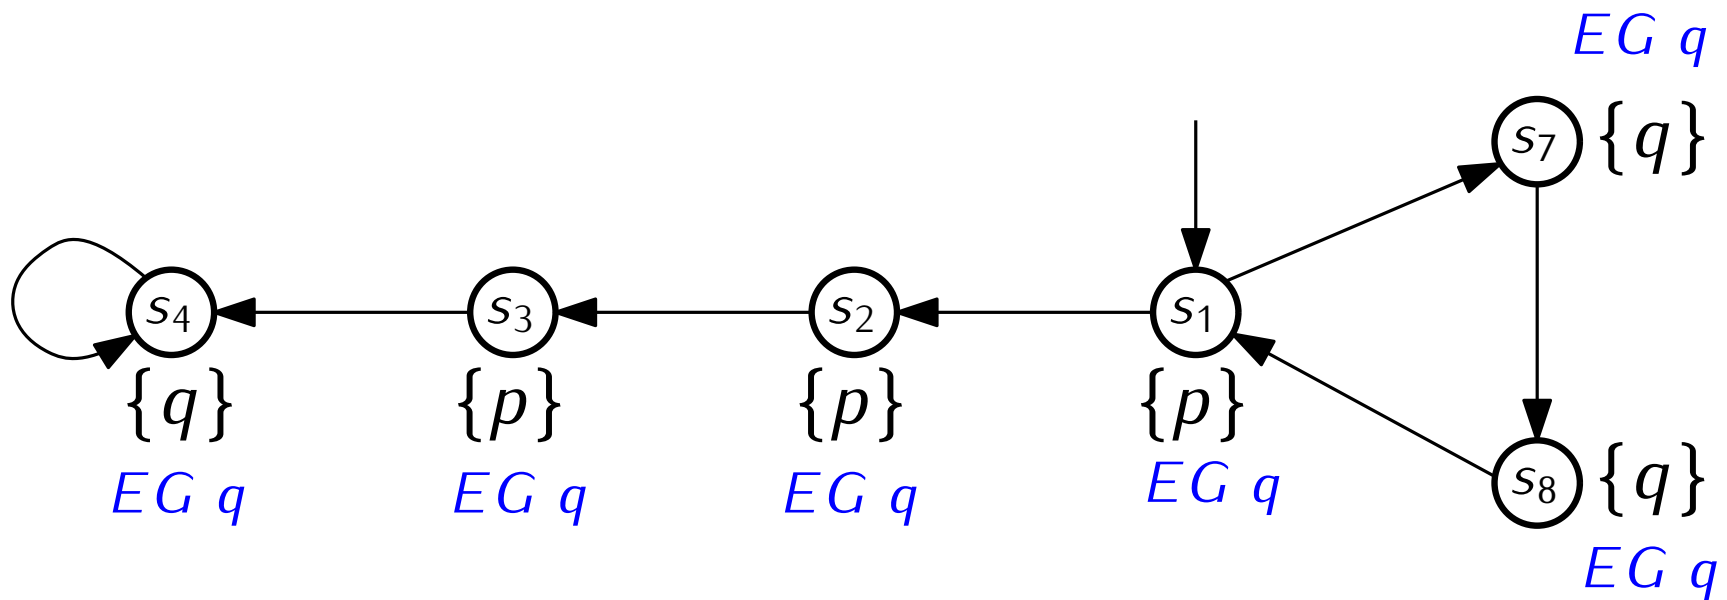 EG q
s7 {q}
s4 s3 s2 s1
{q} {p} {p} {p}
EG q EG q EG q EG q
s8 {q}
EG q